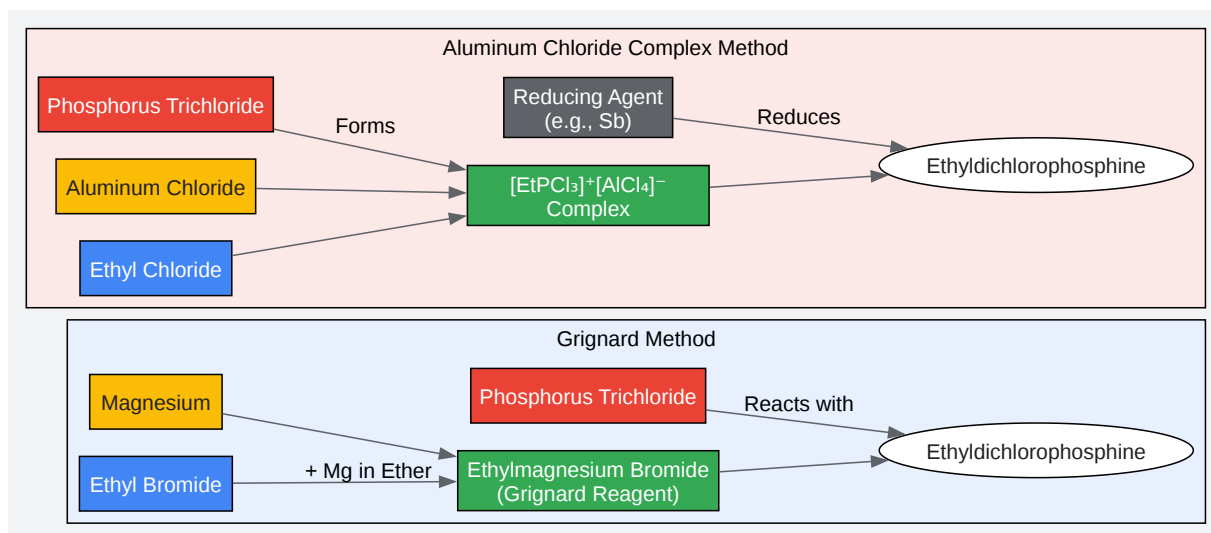 Aluminum Chloride Complex Method
Phosphorus Trichloride
Forms
Reducing Agent
(e.g., Sb)
Reduces
Aluminum Chloride
[EtPCl₃]⁺[AlCl₄]⁻
Complex
Ethyldichlorophosphine
Ethyl Chloride
Grignard Method
Magnesium
Phosphorus Trichloride
Reacts with
Ethyl Bromide
+ Mg in Ether
Ethylmagnesium Bromide
(Grignard Reagent)
Ethyldichlorophosphine